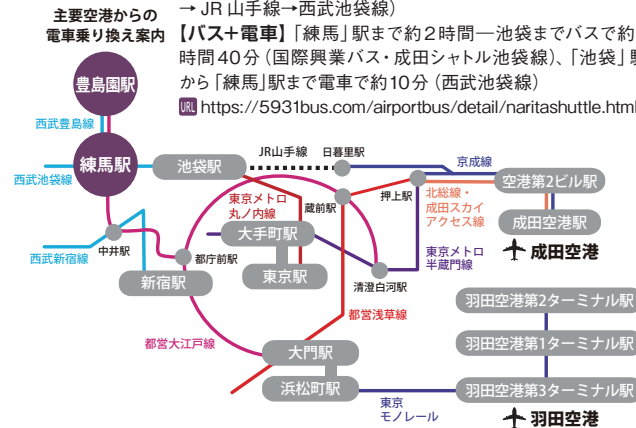 主要空港からの
電車乗り換え案内
→ JR 山手線→西武池袋線）
【バス+電車】「練馬」駅まで約２時間―池袋までバスで約
時間４０分（国際興業バス・成田シャトル池袋線）、「池袋」駅
から「練馬」駅まで電車で約10分（西武池袋線）
URL https://5931bus.com/airportbus/detail/naritashuttle.html
豊島園駅
西武豊島線
練馬駅
西武池袋線
池袋駅
JR山手線
日暮里駅
京成線
空港第2ビル駅
成田空港駅
成田空港
北総線・
成田スカイ
アクセス線
押上駅
蔵前駅
東京メトロ
丸ノ内線
大手町駅
東京駅
東京メトロ
半蔵門線
清澄白河駅
中井駅
西武新宿線
都庁前駅
新宿駅
都営浅草線
都営大江戸線
大門駅
浜松町駅
東京
モノレール
羽田空港第2ターミナル駅
羽田空港第1ターミナル駅
羽田空港第3ターミナル駅
羽田空港